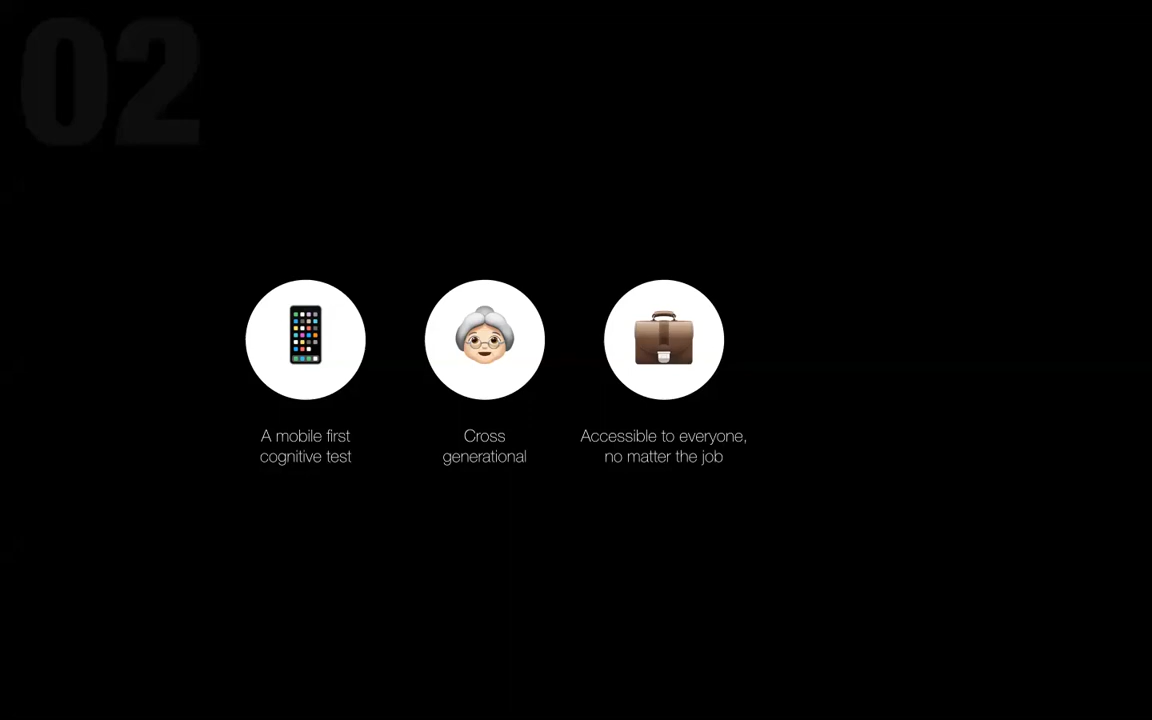 02
A mobile first
cognitive test
Cross
generational
Accessible to everyone,
no matter the job